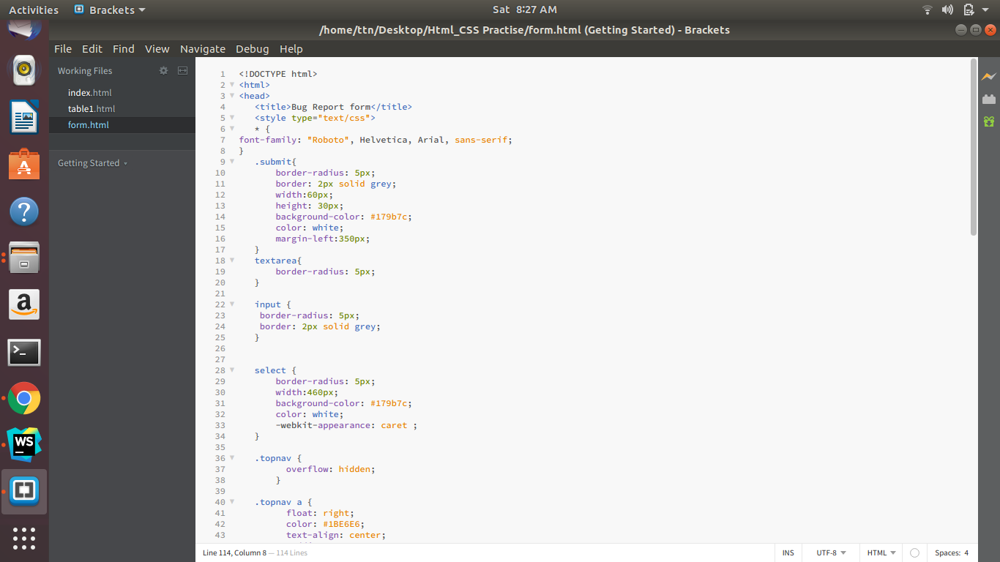 Activities
Brackets
Sat 8:27 AM
/home/ttn/Desktop/Html_CSS Practise/form.html (Getting Started) - Brackets
File Edit Find View Navigate Debug Help
Working Files
index.html
table1.html
form.html
Getting Started
a
>_
WS
1 <!DOCTYPE html>
2 <html>
3 <head>
4 <title>Bug Report form</title>
5 <style type="text/css">
6 * {
7 font-family: "Roboto", Helvetica, Arial, sans-serif;
8 }
9 .submit{
10 border-radius: 5px;
11 border: 2px solid grey;
12 width:60px;
13 height: 30px;
14 background-color: #179b7c;
15 color: white;
16 margin-left:350px;
17 }
18 textarea{
19 border-radius: 5px;
20 }
21
22 input {
23 border-radius: 5px;
24 border: 2px solid grey;
25 }
26
27
28 select {
29 border-radius: 5px;
30 width:460px;
31 background-color: #179b7c;
32 color: white;
33 -webkit-appearance: caret ;
34 }
35
36 .topnav {
37 overflow: hidden;
38 }
39
40 .topnav a {
41 float: right;
42 color: #1BE6E6;
43 text-align: center;
Line 114, Column 8 — 114 Lines
INS
UTF-8
HTML
Spaces: 4